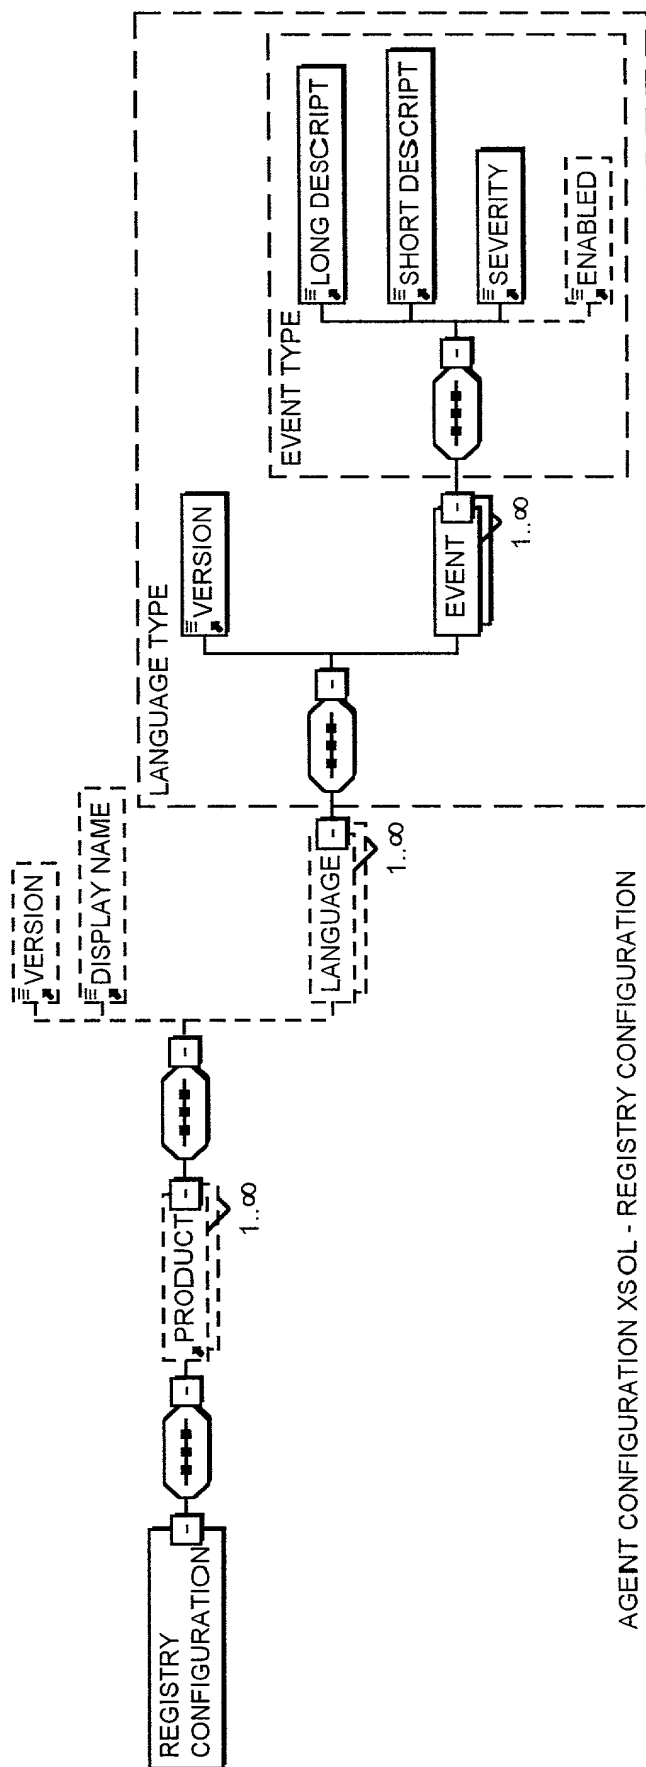 REGISTRY
CONFIGURATION
PRODUCT
1..∞
VERSION
DISPLAY NAME
LANGUAGE
1..∞
LANGUAGE TYPE
VERSION
EVENT
1..∞
EVENT TYPE
LONG DESCRIPT
SHORT DESCRIPT
SEVERITY
ENABLED
AGENT CONFIGURATION XSOL - REGISTRY CONFIGURATION